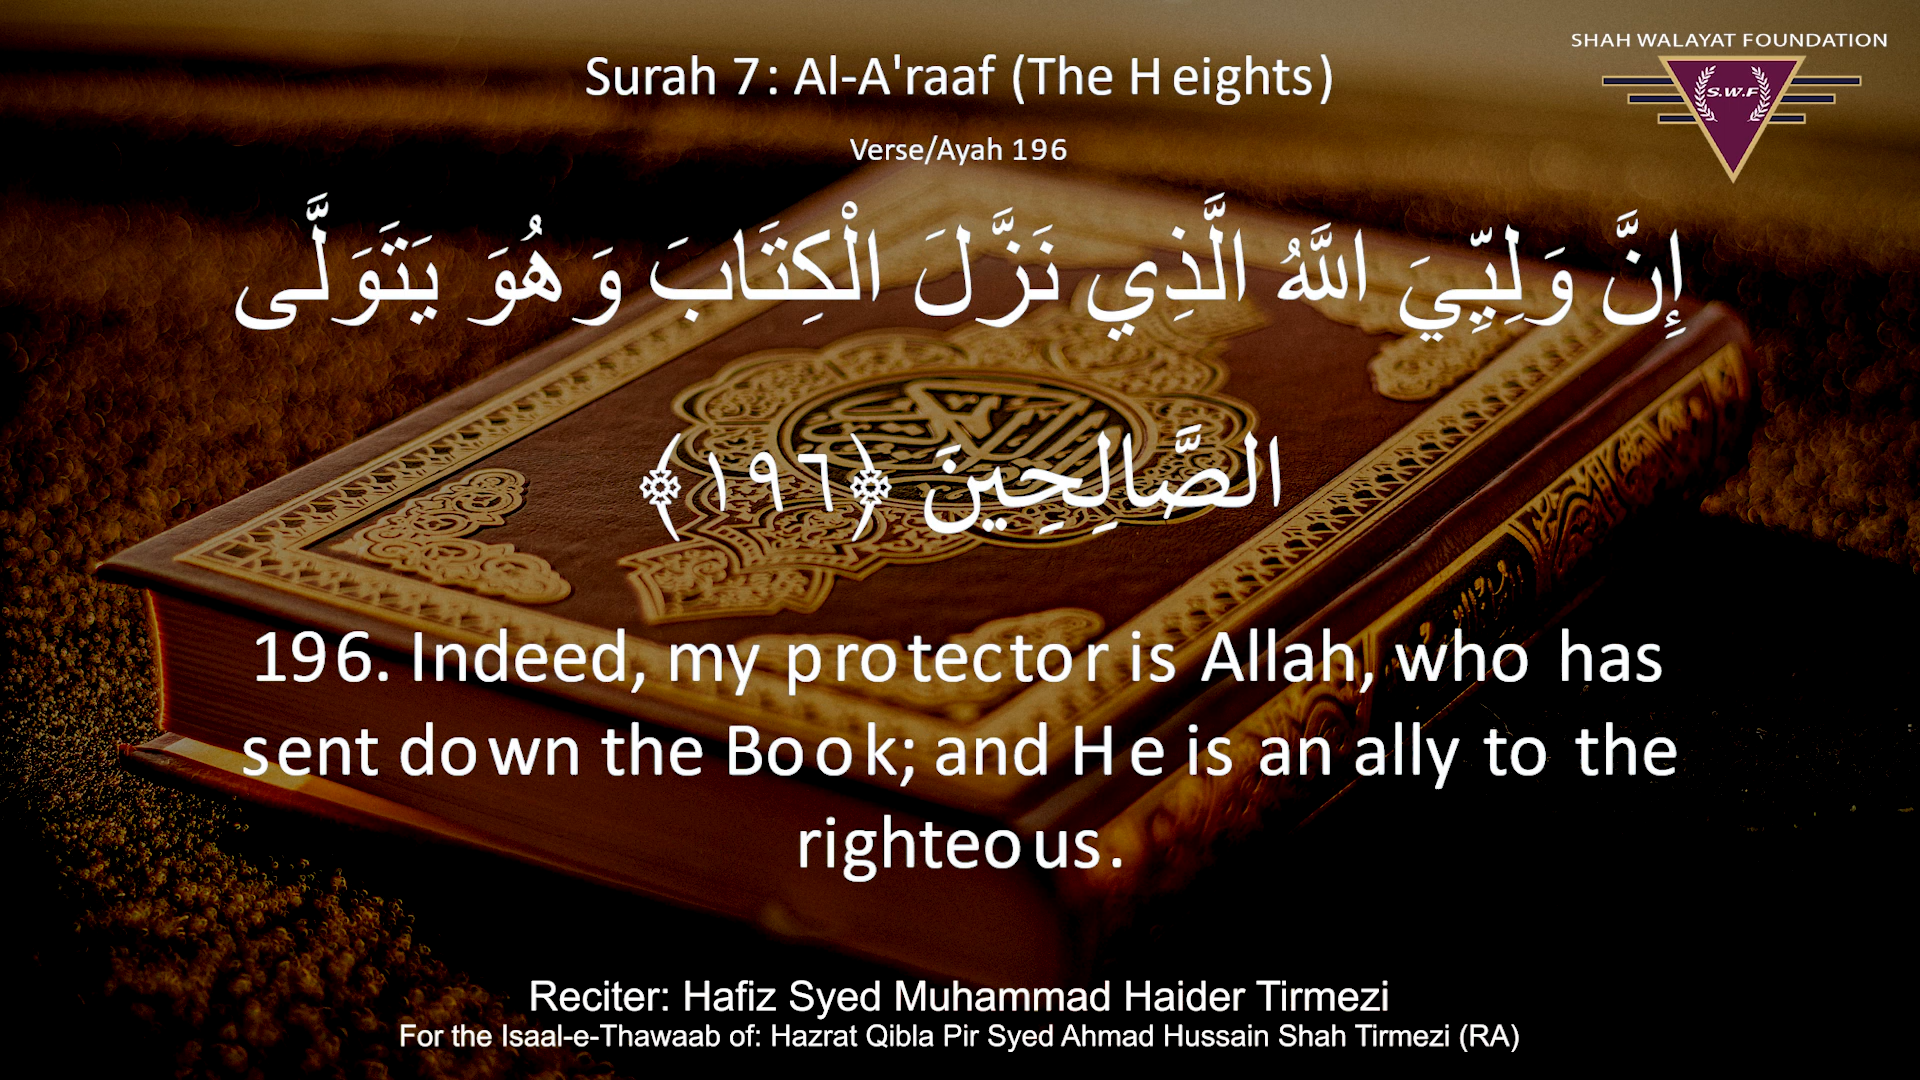 SHAH WALAYAT FOUNDATION
S.W.F
Surah 7: Al-A'raaf (The Heights)
Verse/Ayah 196
إِنَّ وَلِيِّيَ اللَّهُ الَّذِي نَزَّلَ الْكِتَابَ وَهُوَ يَتَوَلَّى
الصَّالِحِينَ ﴿١٩٦﴾
196. Indeed, my protector is Allah, who has
sent down the Book; and He is an ally to the
righteous.
Reciter: Hafiz Syed Muhammad Haider Tirmezi
For the Isaal-e-Thawaab of: Hazrat Qibla Pir Syed Ahmad Hussain Shah Tirmezi (RA)